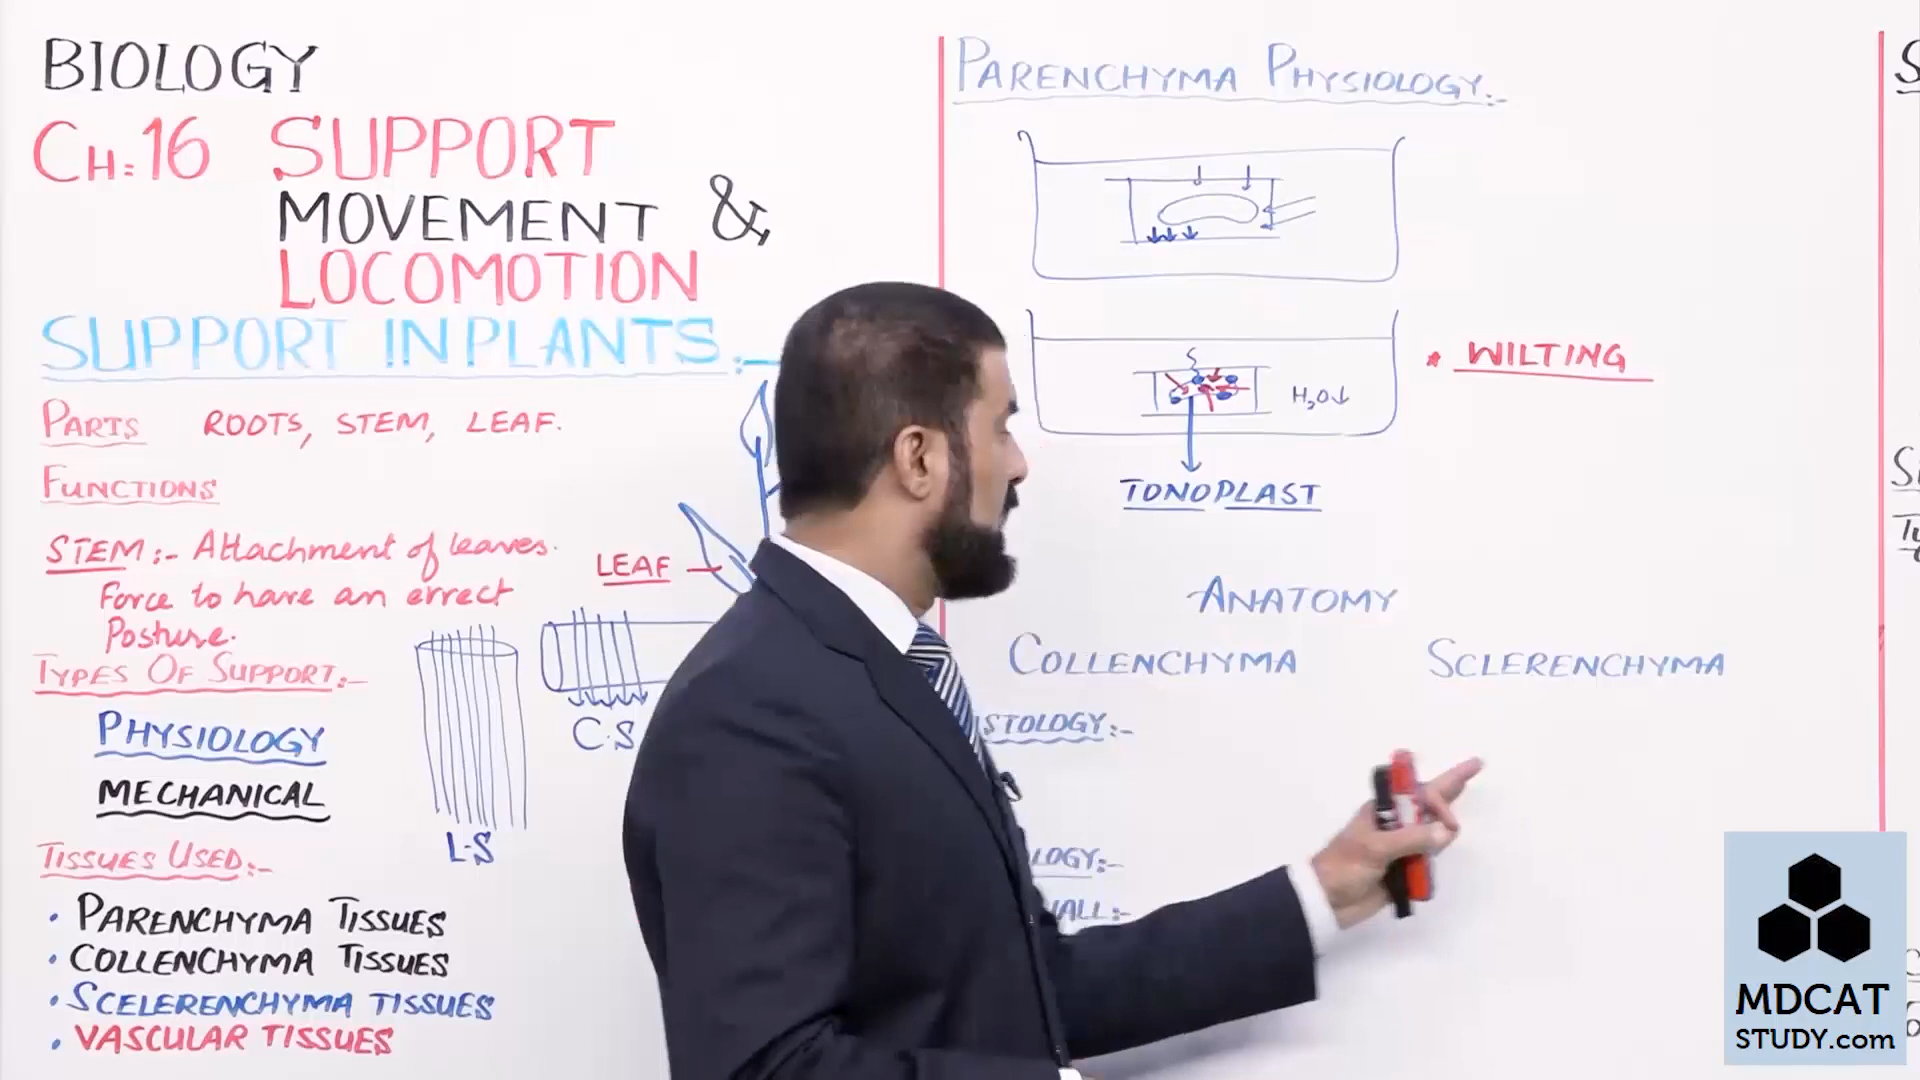 BIOLOGY
CH:16 SUPPORT
MOVEMENT &
LOCOMOTION
SUPPORT IN PLANTS:-
PARTS ROOTS, STEM, LEAF.
FUNCTIONS
STEM:- Attachment of leaves.
Force to have an errect
Posture.
LEAF
TYPES OF SUPPORT:-
PHYSIOLOGY
MECHANICAL
C.S
L-S
TISSUES USED:-
• PARENCHYMA TISSUES
• COLLENCHYMA TISSUES
• SCELERENCHYMA TISSUES
• VASCULAR TISSUES
PARENCHYMA PHYSIOLOGY:-
* WILTING
H₂O↓
TONOPLAST
ANATOMY
COLLENCHYMA SCLERENCHYMA
STOLOGY:-
LOGY:-
WALL:-
MDCAT
STUDY.com